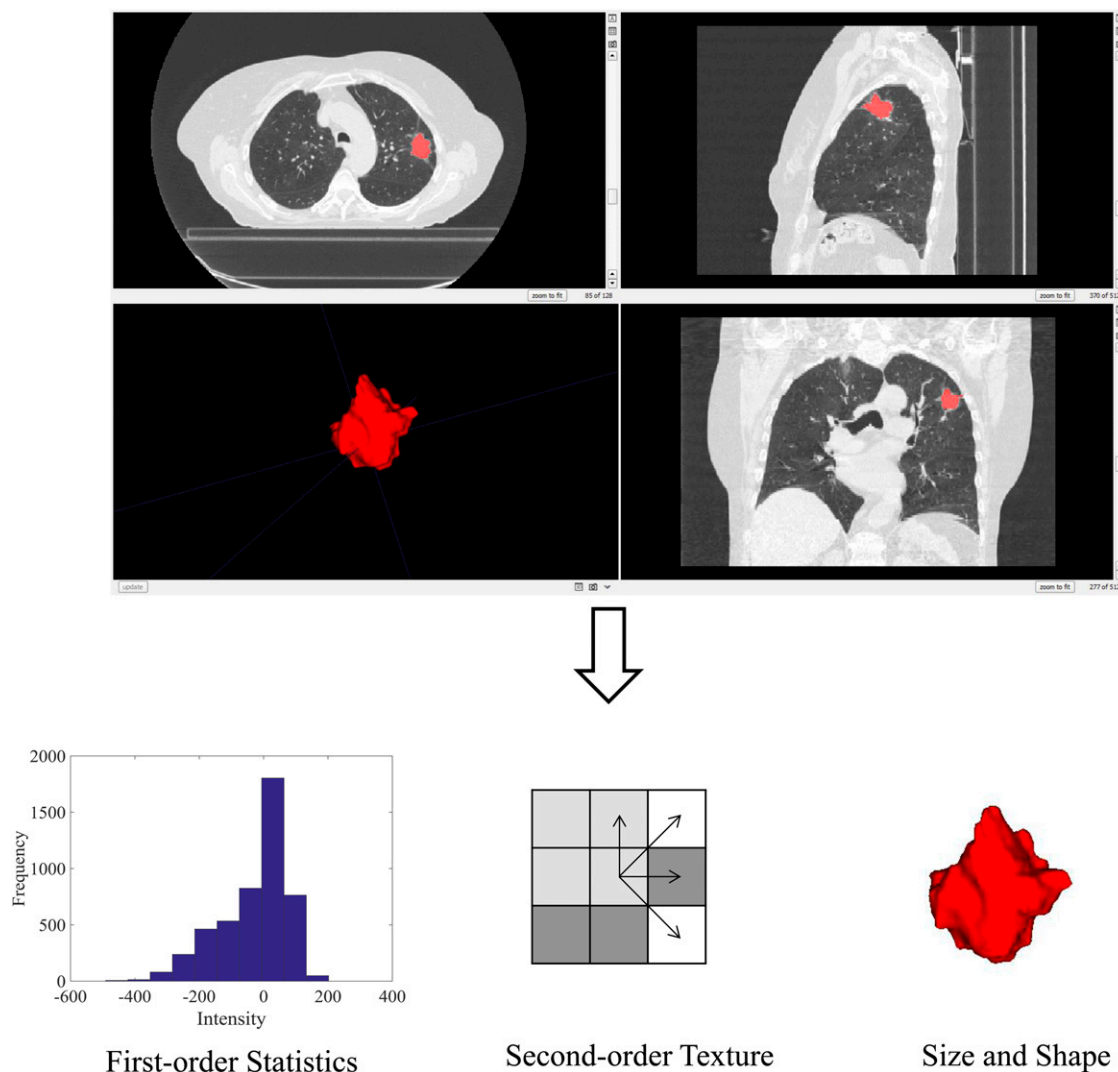 zoom to fit 85 of 128
zoom to fit 370 of 512
update
zoom to fit 277 of 512
2000
1500
1000
500
0
Frequency
-600 -400 -200 0 200 400
Intensity
First-order Statistics
Second-order Texture
Size and Shape